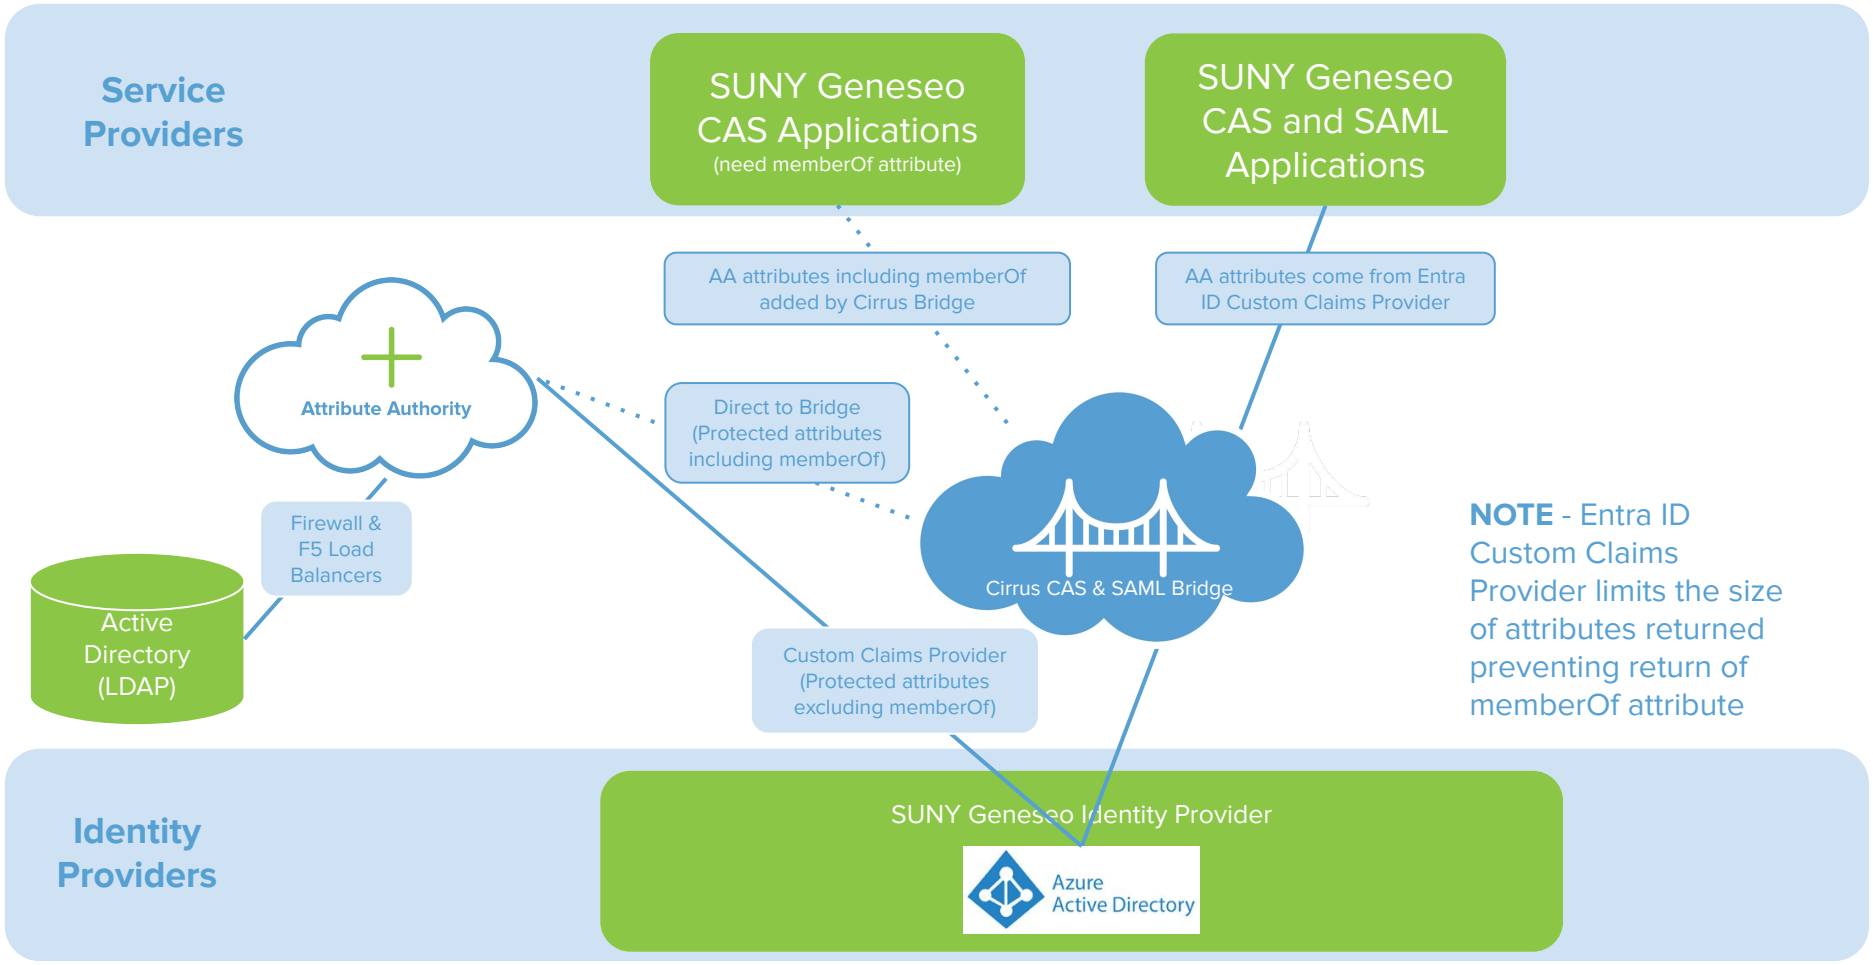 Service
Providers
SUNY Geneseo
CAS Applications
(need memberOf attribute)
SUNY Geneseo
CAS and SAML
Applications
AA attributes including memberOf
added by Cirrus Bridge
AA attributes come from Entra
ID Custom Claims Provider
Attribute Authority
Direct to Bridge
(Protected attributes
including memberOf)
Firewall &
F5 Load
Balancers
Active
Directory
(LDAP)
Cirrus CAS & SAML Bridge
Custom Claims Provider
(Protected attributes
excluding memberOf)
NOTE - Entra ID
Custom Claims
Provider limits the size
of attributes returned
preventing return of
memberOf attribute
Identity
Providers
SUNY Geneseo Identity Provider
Azure
Active Directory